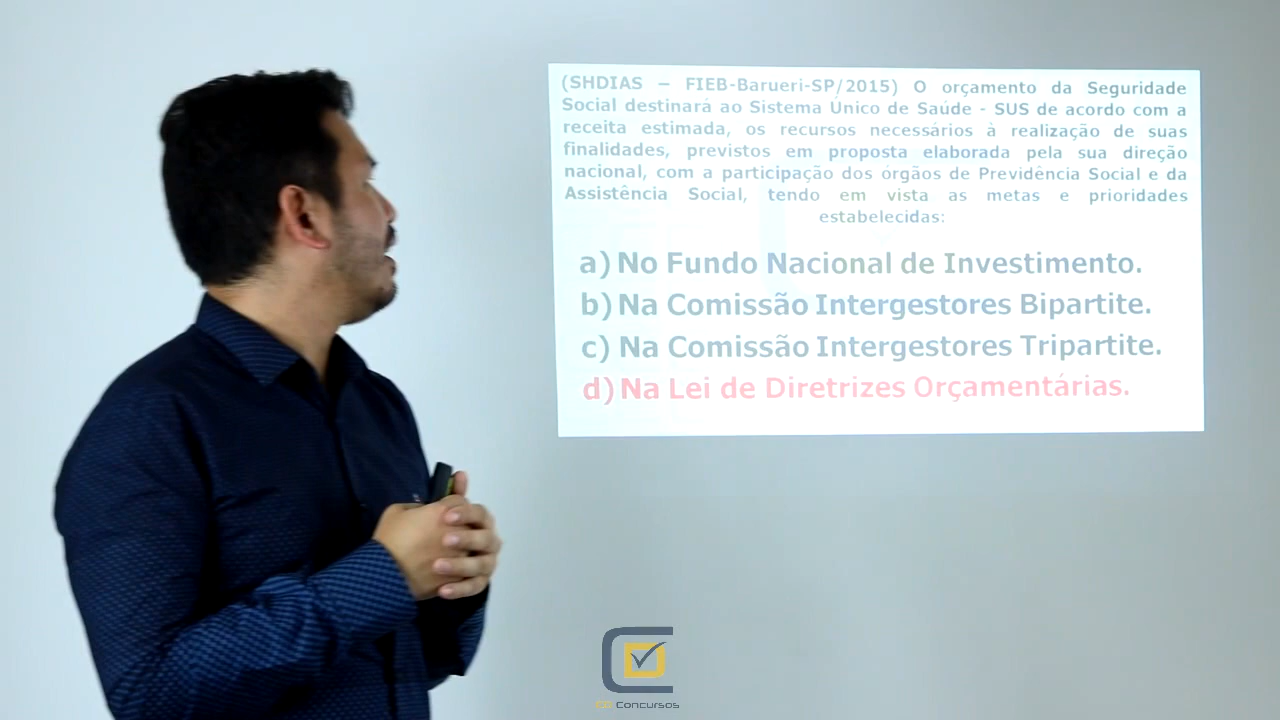 (SHDIAS – FIEB-Barueri-SP/2015) O orçamento da Seguridade
Social destinará ao Sistema Único de Saúde - SUS de acordo com a
receita estimada, os recursos necessários à realização de suas
finalidades, previstos em proposta elaborada pela sua direção
nacional, com a participação dos órgãos de Previdência Social e da
Assistência Social, tendo em vista as metas e prioridades
estabelecidas:
a) No Fundo Nacional de Investimento.
b) Na Comissão Intergestores Bipartite.
c) Na Comissão Intergestores Tripartite.
d) Na Lei de Diretrizes Orçamentárias.
CG Concursos